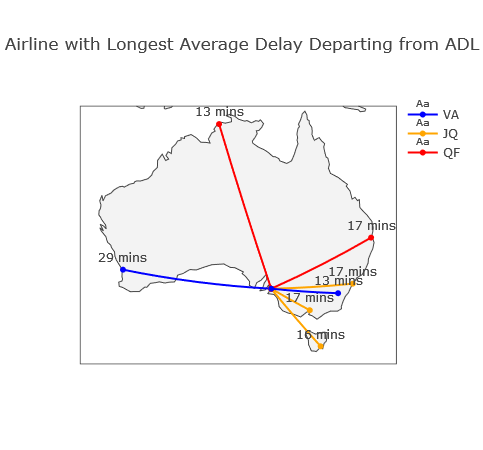 Airline with Longest Average Delay Departing from ADL
13 mins
Aa
VA
Aa
JQ
Aa
QF
17 mins
29 mins
17 mins
13 mins
17 mins
16 mins